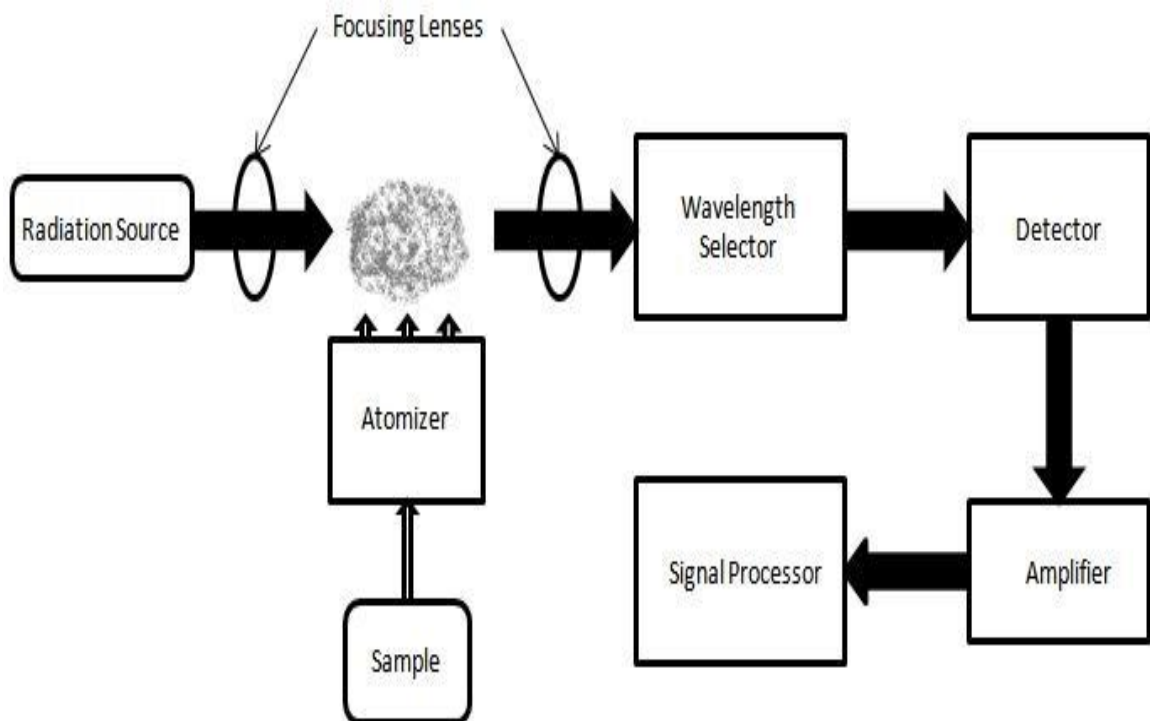 Focusing Lenses
Radiation Source
Wavelength
Selector
Detector
Atomizer
Signal Processor
Amplifier
Sample